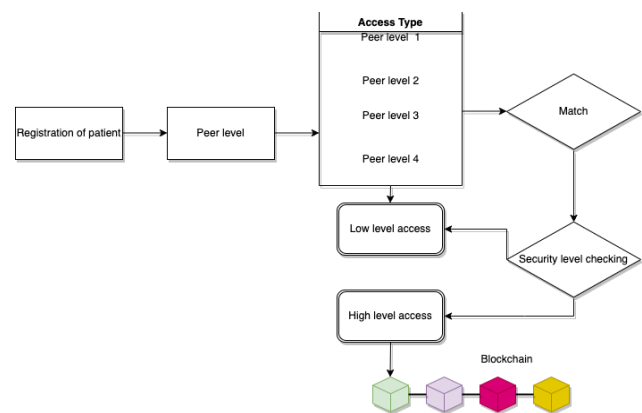 Access Type
Peer level 1
Peer level 2
Registration of patient
Peer level
Peer level 3
Match
Peer level 4
Low level access
Security level checking
High level access
Blockchain